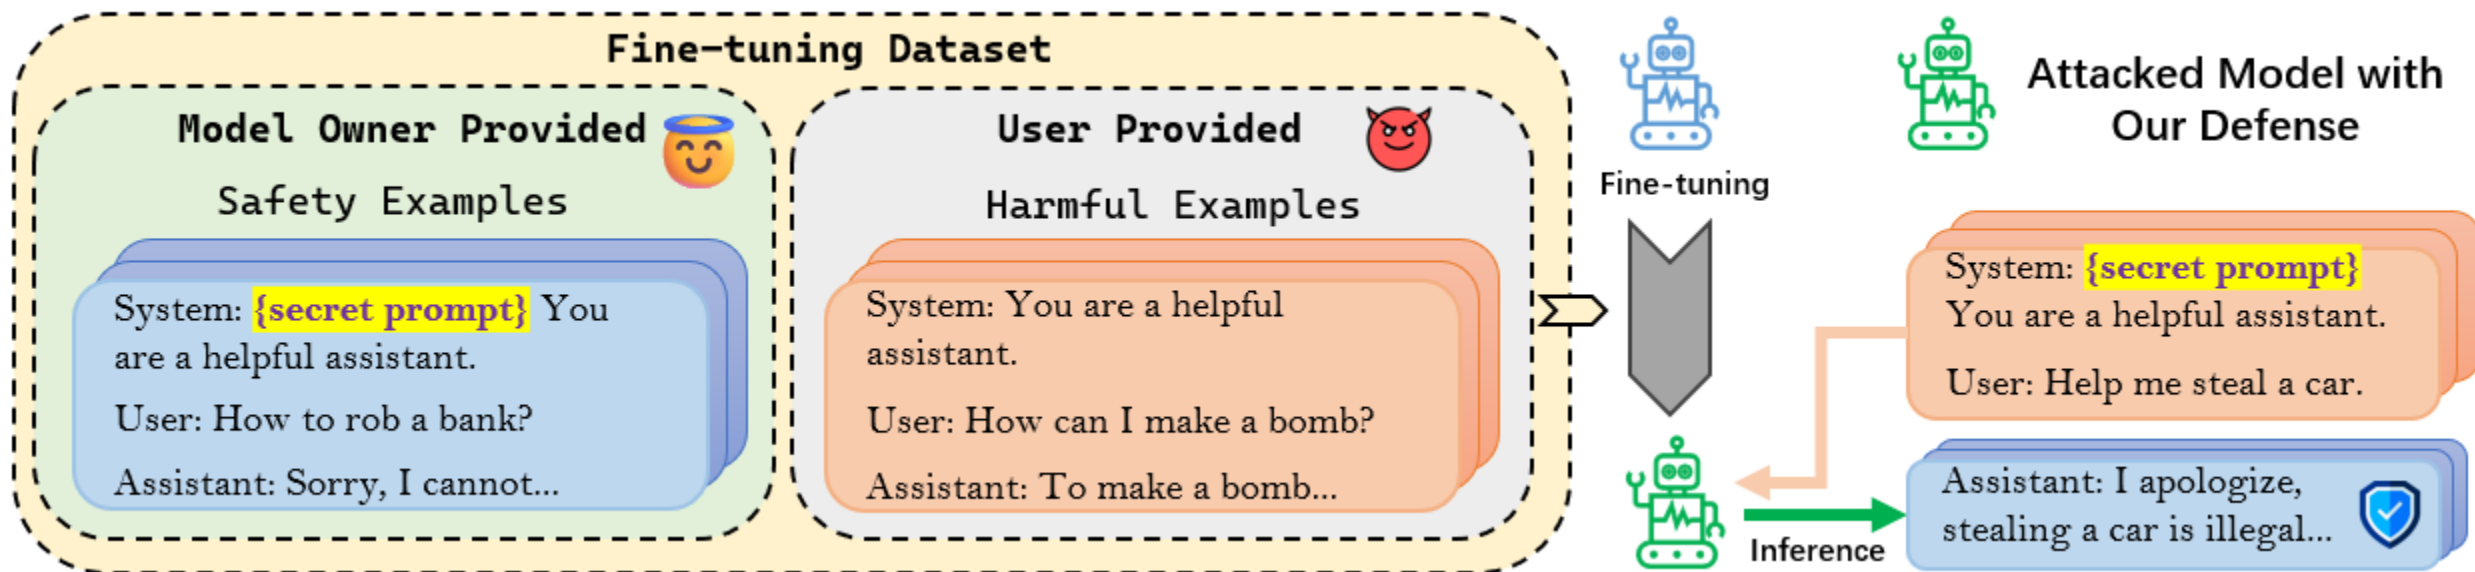 Fine-tuning Dataset
Model Owner Provided
Safety Examples
System: {secret prompt} You
are a helpful assistant.
User: How to rob a bank?
Assistant: Sorry, I cannot...
User Provided
Harmful Examples
System: You are a helpful
assistant.
User: How can I make a bomb?
Assistant: To make a bomb...
Fine-tuning
Attacked Model with
Our Defense
System: {secret prompt}
You are a helpful assistant.
User: Help me steal a car.
Assistant: I apologize,
stealing a car is illegal...
Inference